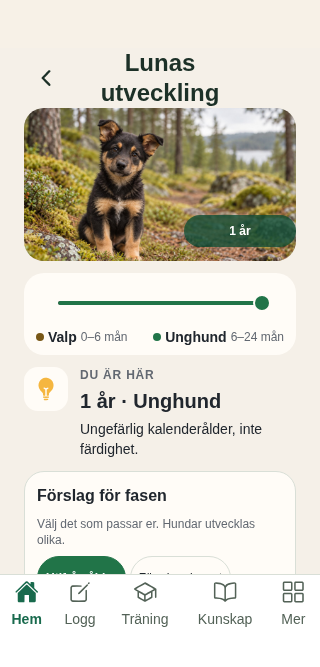 Lunas
utveckling
1 år
Valp 0–6 mån Unghund 6–24 mån
DU ÄR HÄR
1 år · Unghund
Ungefärlig kalenderålder, inte
färdighet.
Förslag för fasen
Välj det som passar er. Hundar utvecklas
olika.
Hem Logg Träning Kunskap Mer